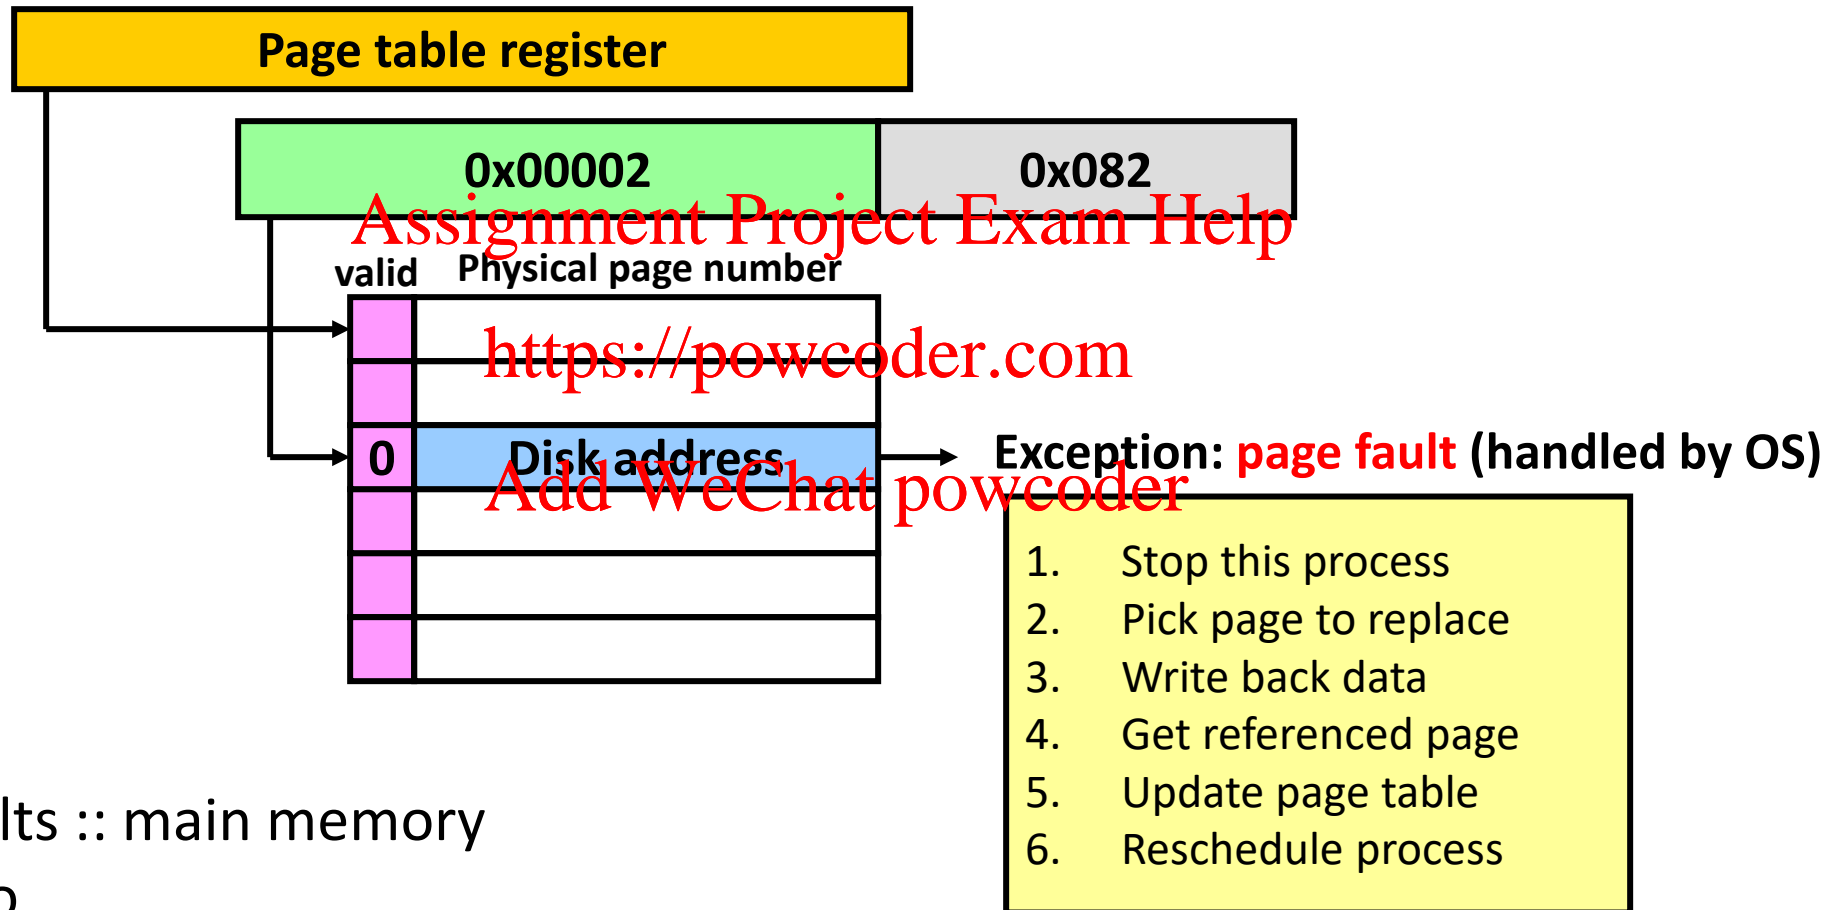 Page table register
0x00002 0x082
Assignment Project Exam Help
valid Physical page number
https://powcoder.com
0 Disk address Exception: page fault (handled by OS)
Add WeChat powcoder
1. Stop this process
2. Pick page to replace
3. Write back data
4. Get referenced page
5. Update page table
6. Reschedule process
lts :: main memory